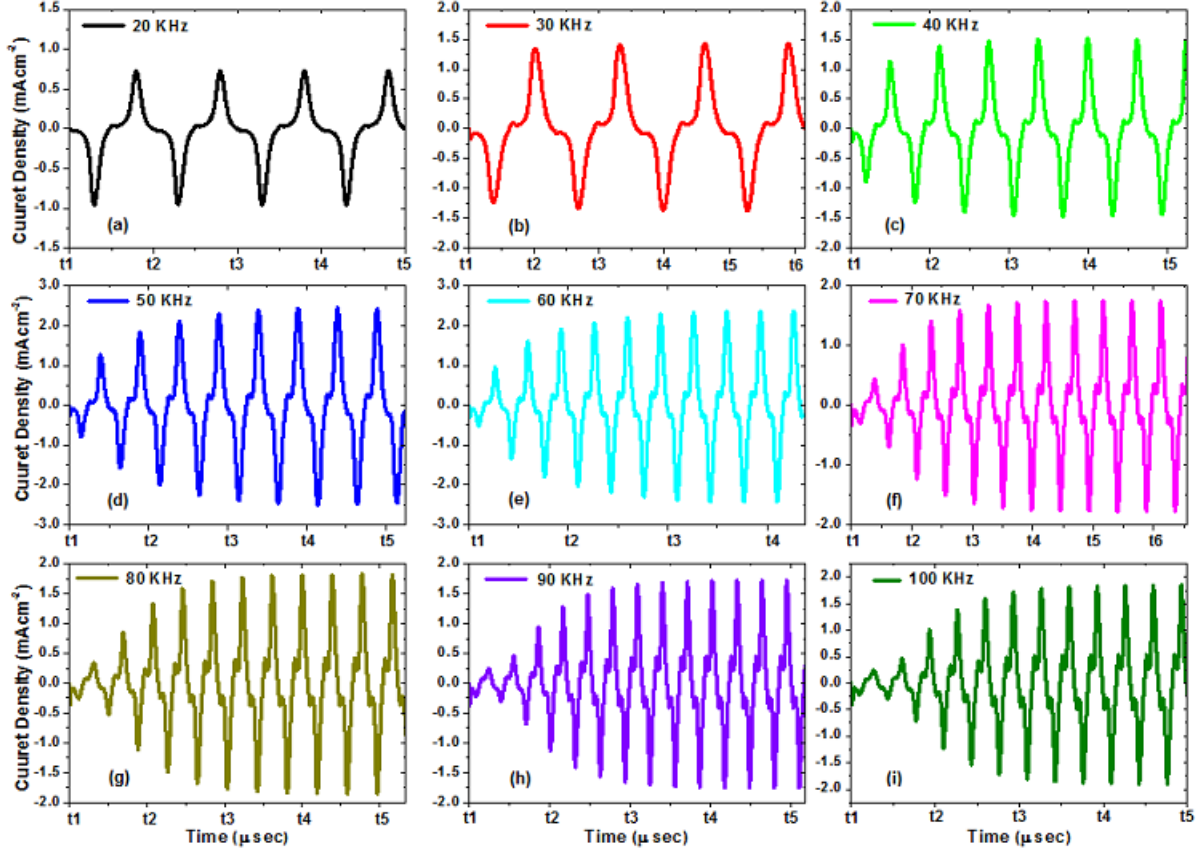 20 KHz
1.5
1.0
0.5
0.0
-0.5
-1.0
1.5
(a)
t1 t2 t3 t4 t5
30 KHz
2.0
1.5
1.0
0.5
0.0
-0.5
-1.0
-1.5
-2.0
(b)
t1 t2 t3 t4 t5 t6
40 KHz
2.0
1.5
1.0
0.5
0.0
-0.5
-1.0
-1.5
-2.0
(c)
t1 t2 t3 t4 t5
Cuuret Density (mAcm⁻²)
50 KHz
3.0
2.0
1.0
0.0
-1.0
-2.0
-3.0
(d)
t1 t2 t3 t4 t5
60 KHz
3.0
2.0
1.0
0.0
-1.0
-2.0
-3.0
(e)
t1 t2 t3 t4
70 KHz
2.0
1.0
0.0
-1.0
-2.0
(f)
t1 t2 t3 t4 t5 t6
Cuuret Density (mAcm⁻²)
80 KHz
2.0
1.5
1.0
0.5
0.0
-0.5
-1.0
-1.5
-2.0
(g)
t1 t2 t3 t4 t5
Time (μ sec)
90 KHz
2.0
1.5
1.0
0.5
0.0
-0.5
-1.0
-1.5
-2.0
(h)
t1 t2 t3 t4 t5
Time (μ sec)
100 KHz
2.0
1.5
1.0
0.5
0.0
-0.5
-1.0
-1.5
-2.0
(i)
t1 t2 t3 t4 t5
Time (μ sec)
Cuuret Density (mAcm⁻²)